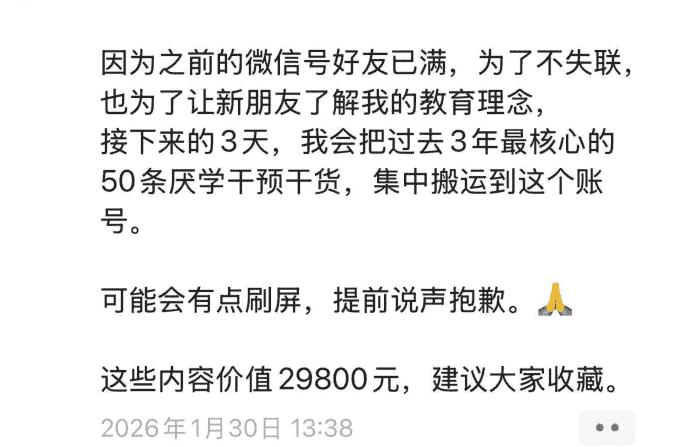 因为之前的微信号好友已满，为了不失联，
也为了让新朋友了解我的教育理念，
接下来的3天，我会把过去3年最核心的
50条厌学干预干货，集中搬运到这个账
号。
可能会有点刷屏，提前说声抱歉。🙏
这些内容价值29800元，建议大家收藏。
2026年1月30日 13:38